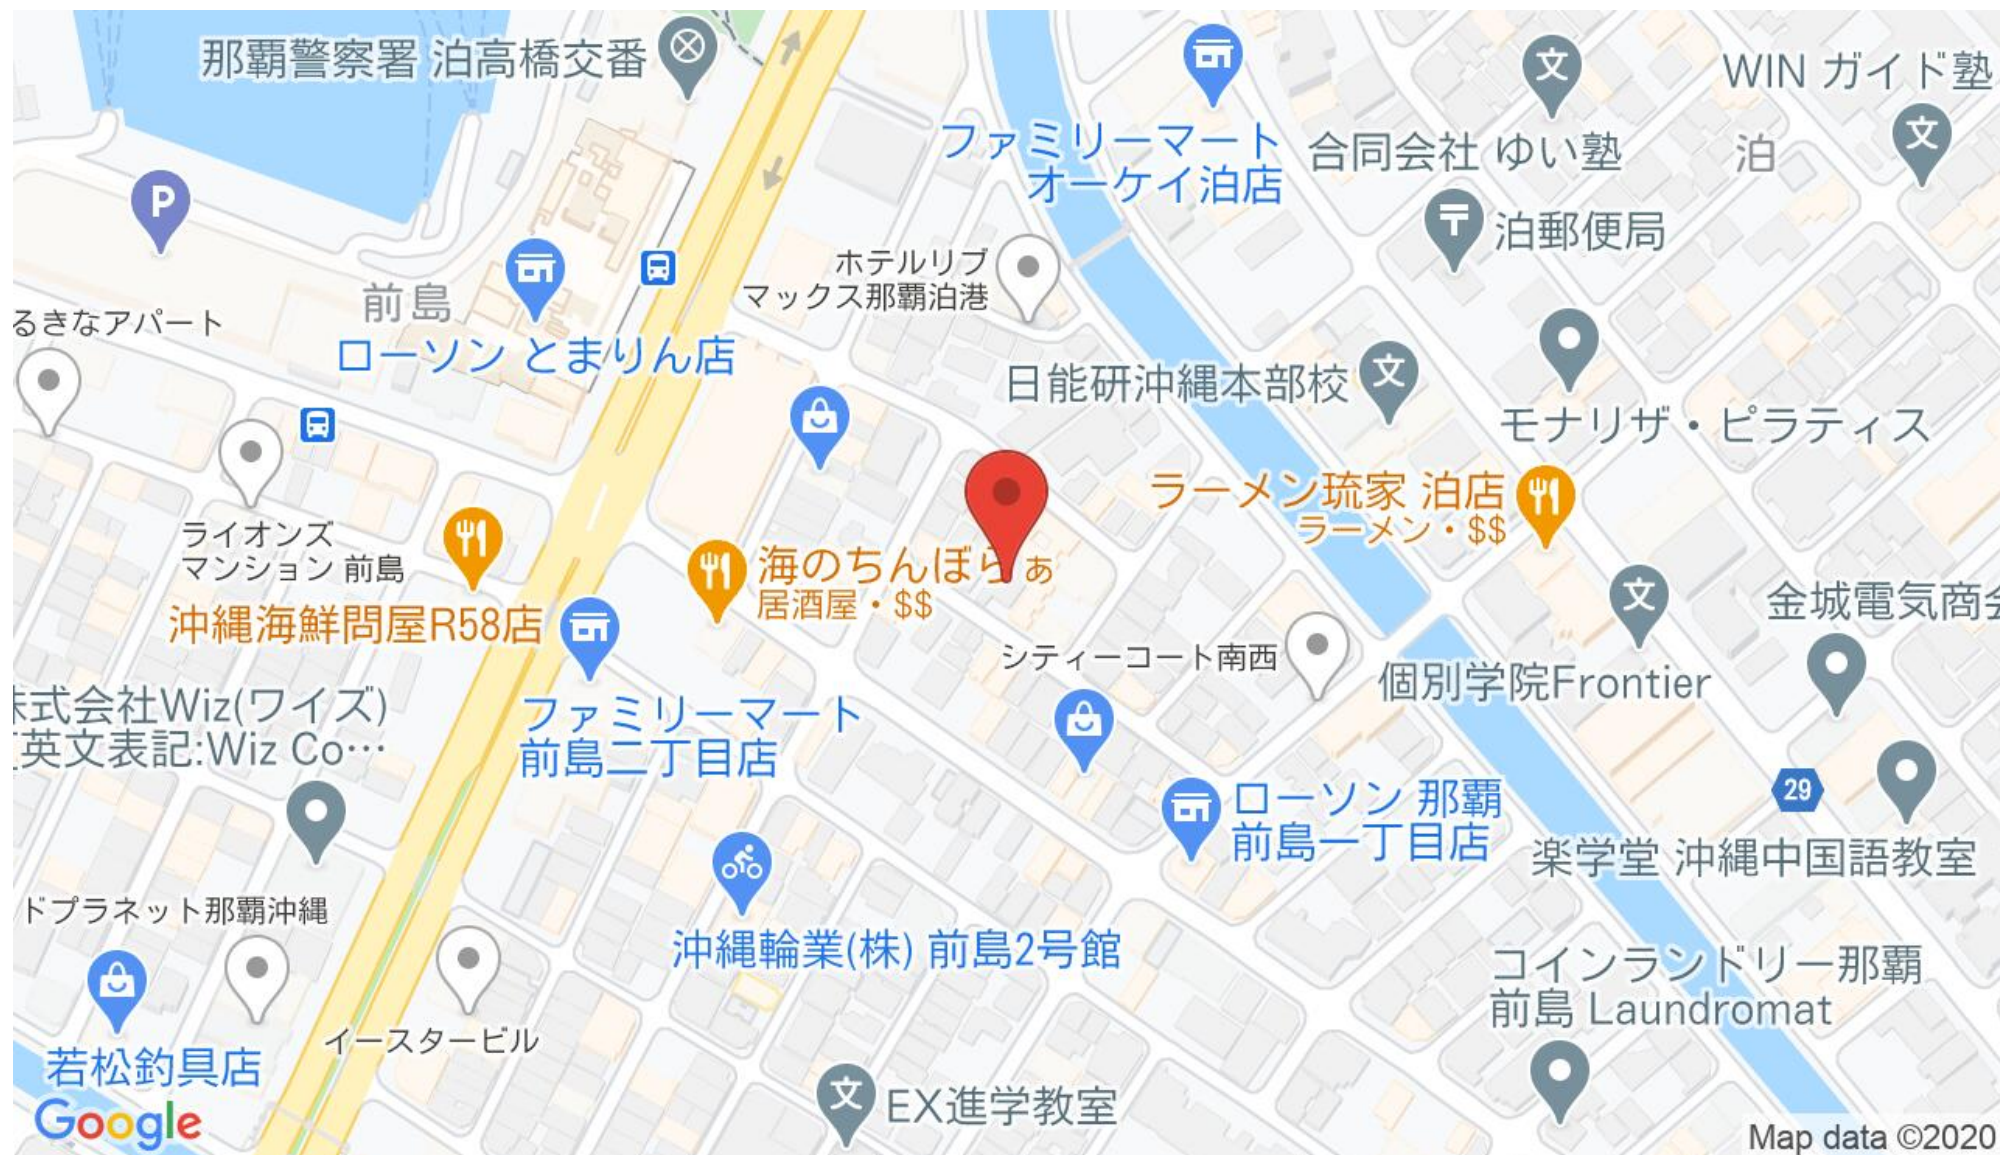 那覇警察署 泊高橋交番
WIN ガイド塾
ファミリーマート
オーケイ泊店
合同会社 ゆい塾
泊
P
泊郵便局
ホテルリブ
マックス那覇泊港
前島
るきなアパート
ローソン とまりん店
日能研沖縄本部校
モナリザ・ピラティス
ラーメン琉家 泊店
ラーメン・$$
ライオンズ
マンション 前島
海のちんぼらぁ
居酒屋・$$
沖縄海鮮問屋R58店
金城電気商会
シティーコート南西
個別学院Frontier
株式会社Wiz(ワイズ)
英文表記:Wiz Co…
ファミリーマート
前島二丁目店
29
ローソン 那覇
前島一丁目店
楽学堂 沖縄中国語教室
ドプラネット那覇沖縄
沖縄輪業(株) 前島2号館
コインランドリー那覇
前島 Laundromat
イースタービル
若松釣具店
EX進学教室
Google
Map data ©2020